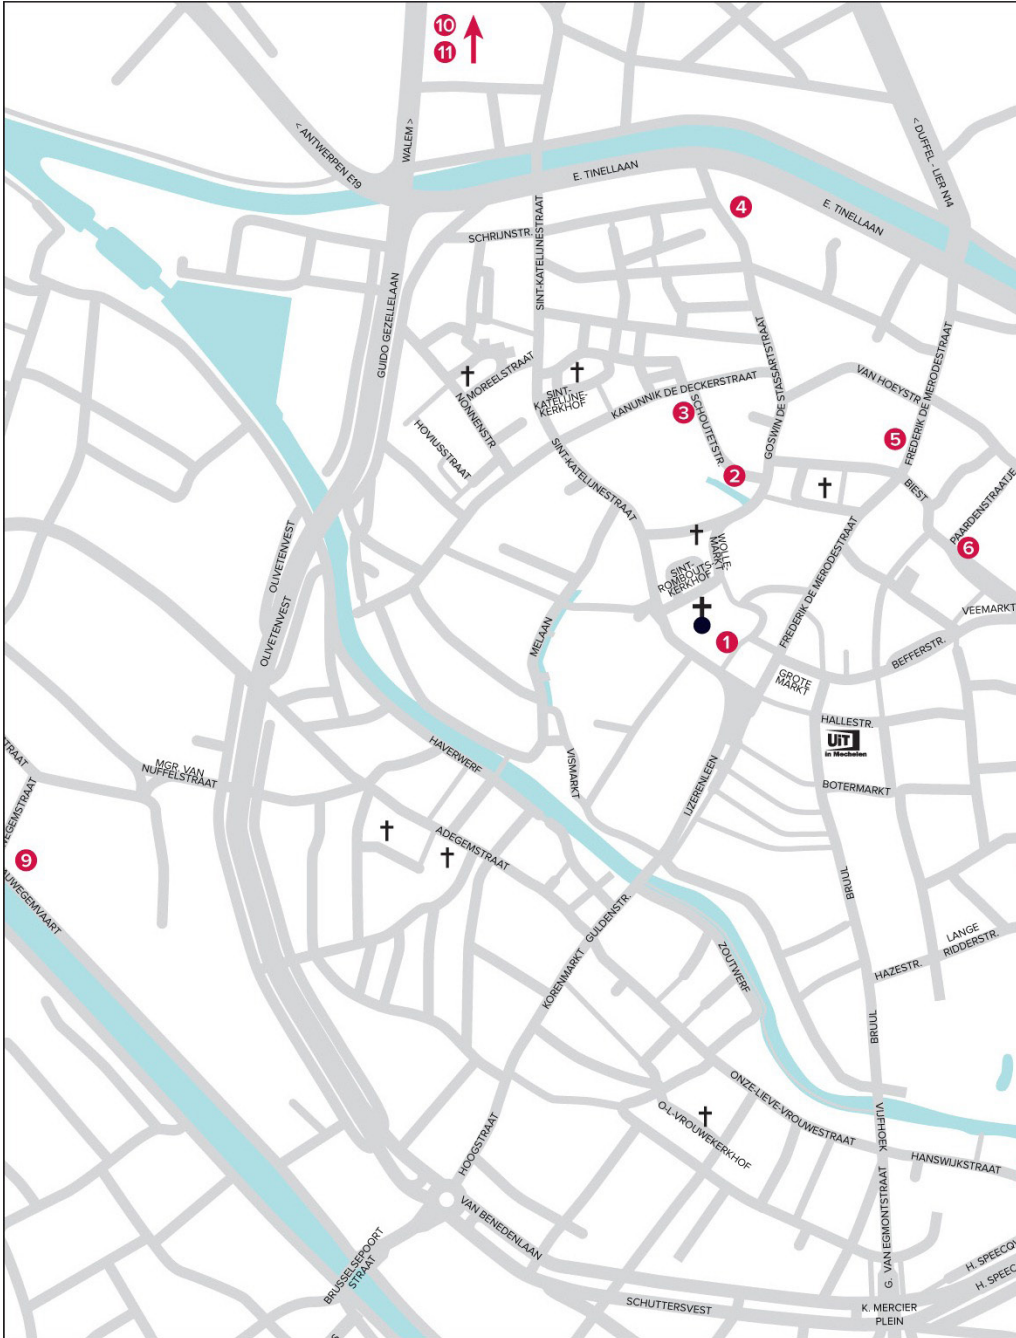 10
11
< ANTWERPEN E19
WALEM >
< DUFFEL - LIER N14
E. TINELLAAN
E. TINELLAAN
4
SCHRIJNSTR.
SINT-KATELIJNESTRAAT
GUIDO GEZELLELAAN
MOREELSTRAAT
NONNENSTR
HOVIUSSTRAAT
SINT-
KATELIJNE-
KERKHOF
KANUNNIK DE DECKERSTRAAT
3
SCHOUTETSTR.
GOSWIN DE STASSARTSTRAAT
VAN HOEYSTR.
FREDERIK DE MERODESTRAAT
5
2
SINT-KATELIJNESTRAAT
BIEST
PAARDENSTRAATJE
6
OLIVETENVEST
OLIVETENVEST
WOLLE-
MARKT
SINT-
ROMBOUTS-
KERKHOF
FREDERIK DE MERODESTRAAT
VEEMARKT
BEFFERSTR.
1
MELAAN
GROTE
MARKT
HALLESTR.
UiT
in Mechelen
BOTERMARKT
HAVERWERF
VISMARKT
IJZERENLEEN
MGR. VAN
NUFFELSTRAAT
9
ADEGEMSTRAAT
BRUUL
GULDENSTR.
KORENMARKT
ZOUTWERF
LANGE
RIDDERSTR.
HAZESTR.
BRUUL
ONZE-LIEVE-VROUWESTRAAT
O-L-VROUWEKERKHOF
VIJFHOEK
HANSWIJKSTRAAT
HOOGSTRAAT
VAN BENEDENLAAN
BRUSSELSEPOORT
STRAAT
G. VAN EGMONTSTRAAT
SCHUTTERSVEST
K. MERCIER
PLEIN